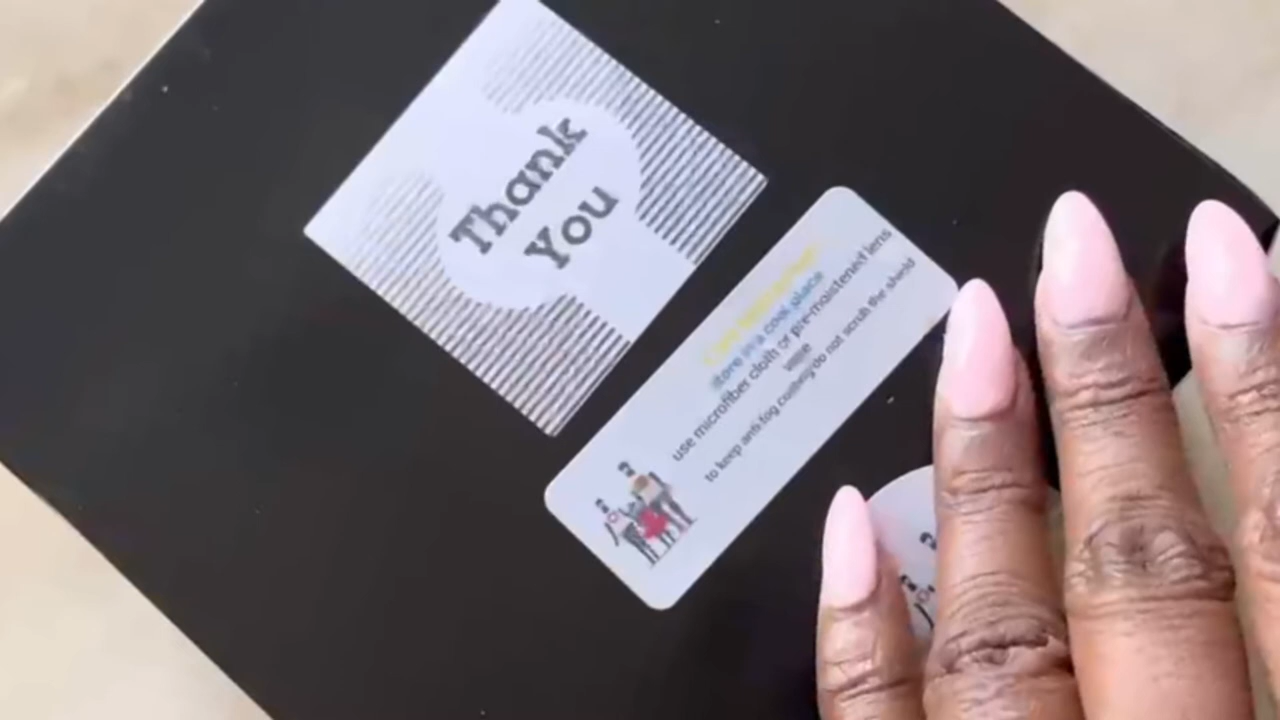 Thank
You
store in a cool place
use microfiber cloth or pre-moistened lens
wipe
to keep anti-fog coating do not scrub the shield